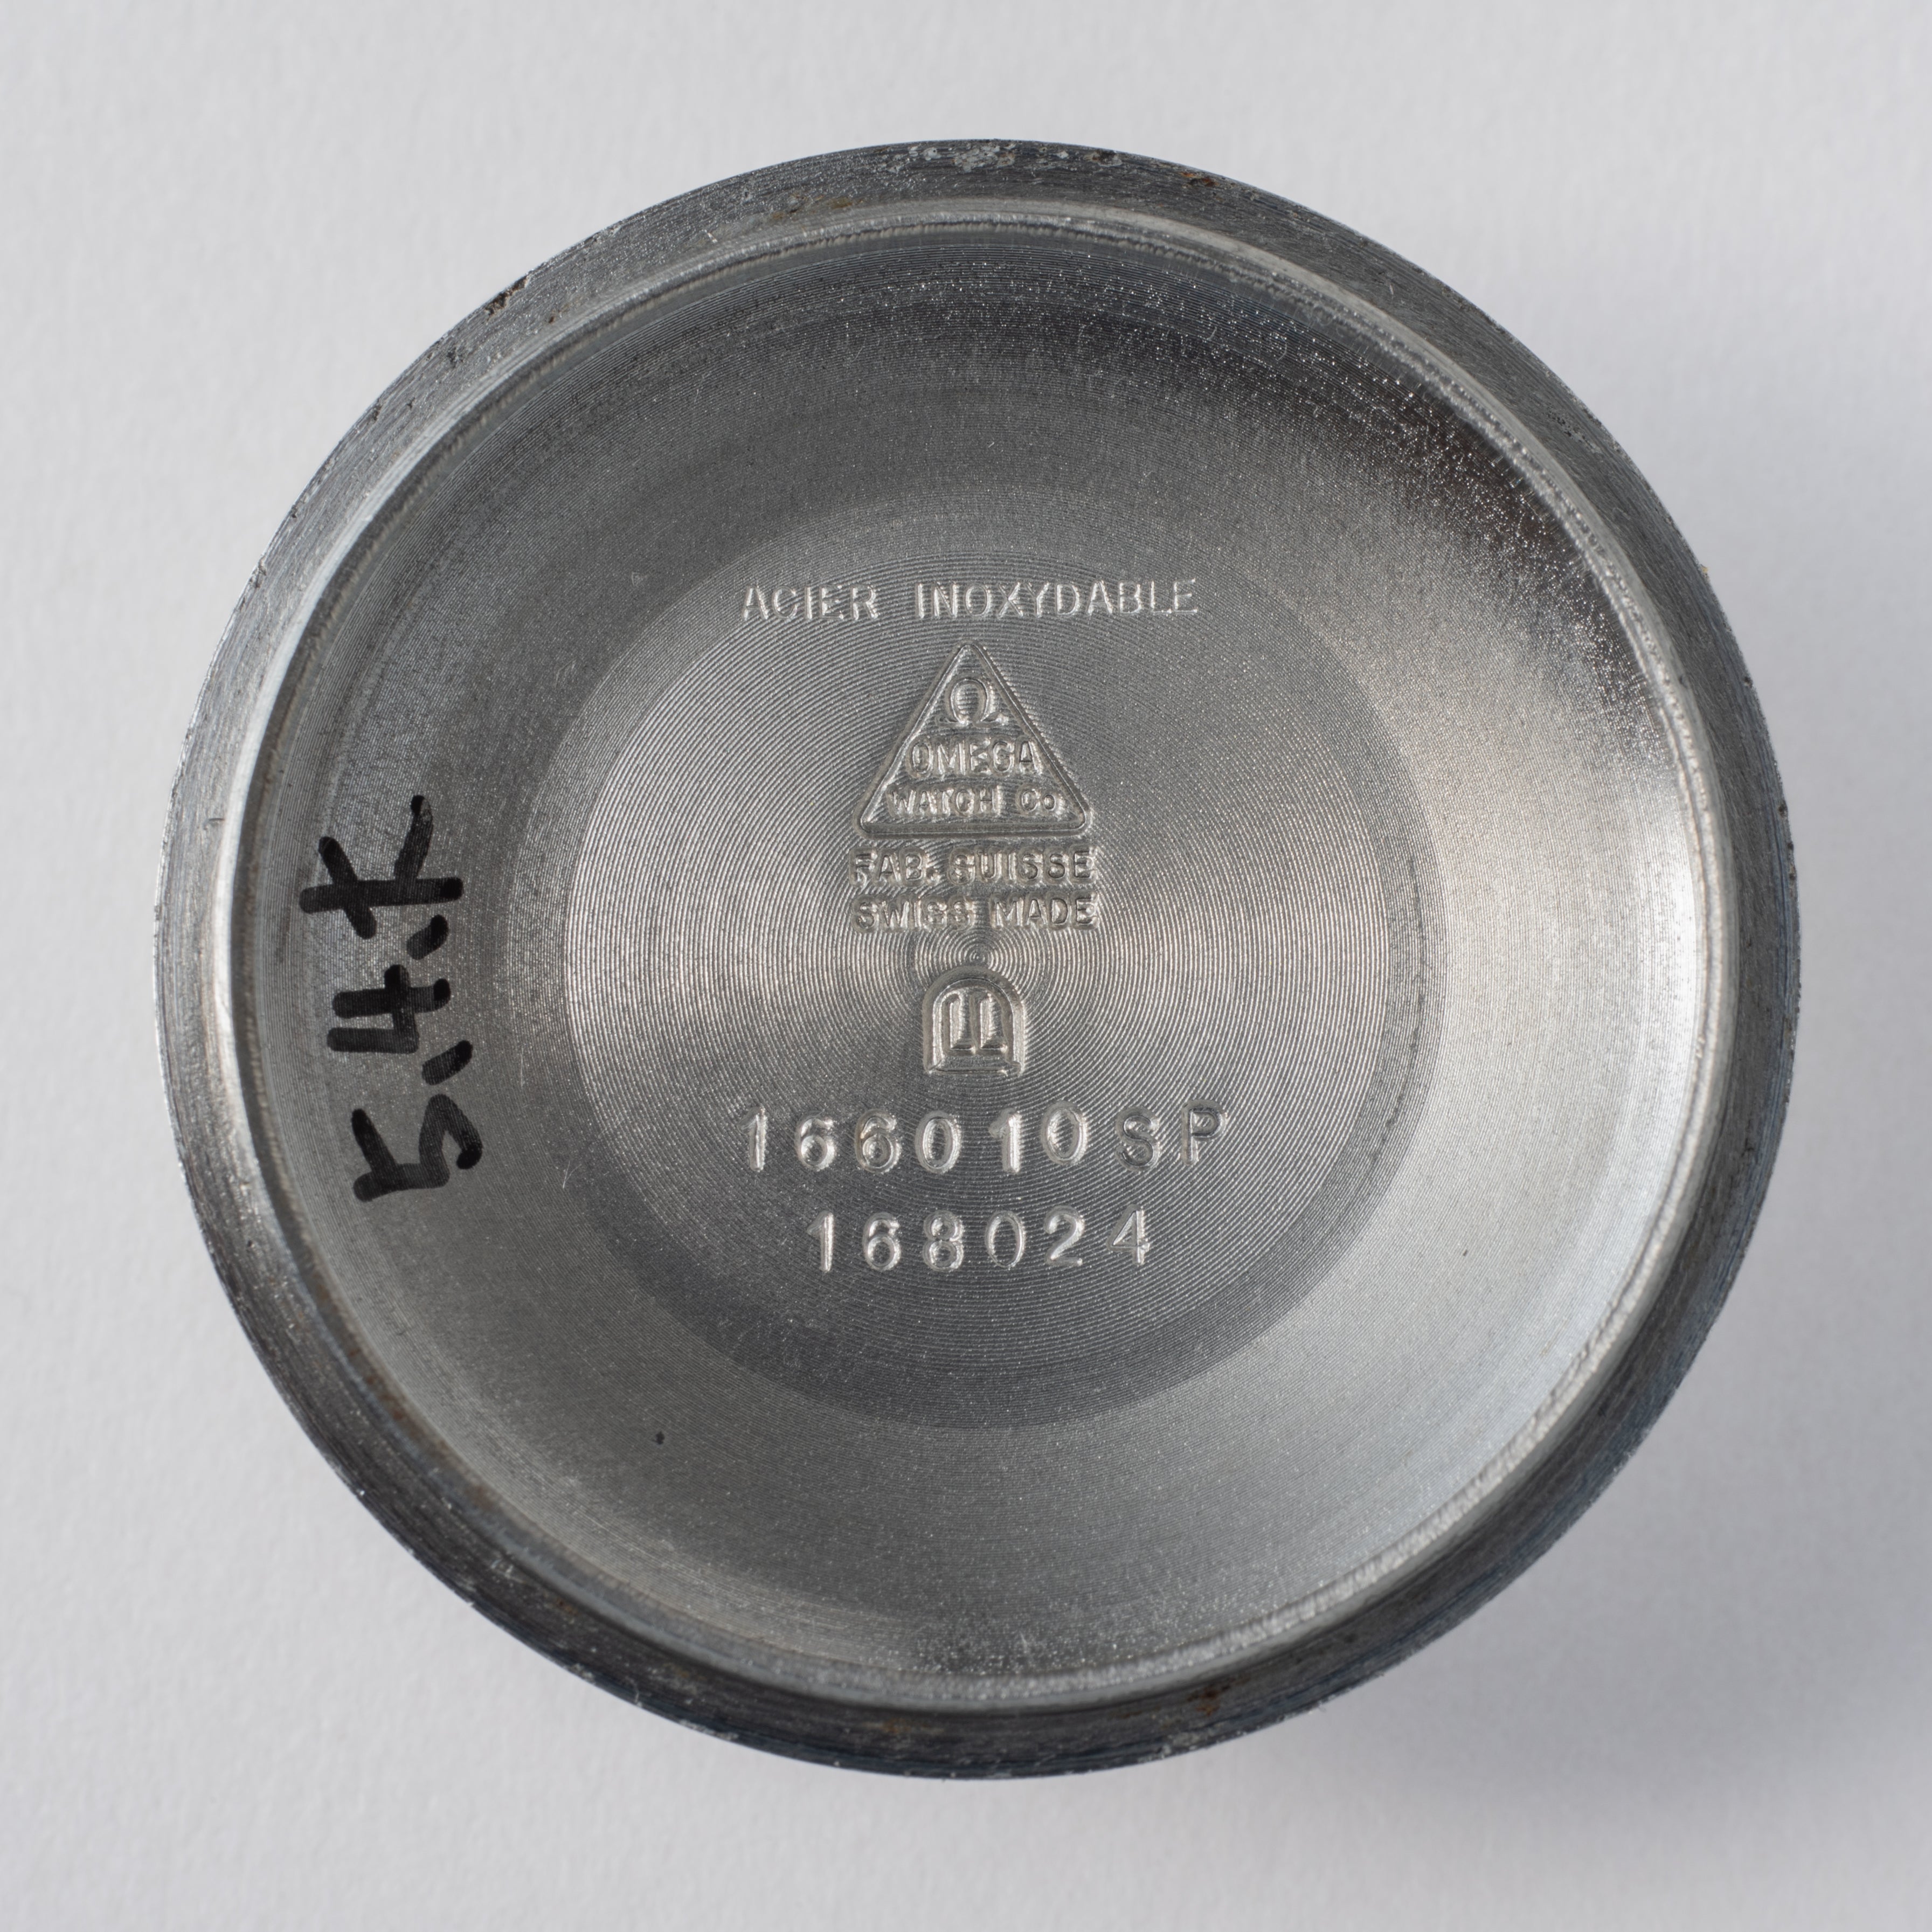 ACIER INOXYDABLE
Ω
OMEGA
WATCH Co
FAB. SUISSE
SWISS MADE
166010SP
168024
5.4.K